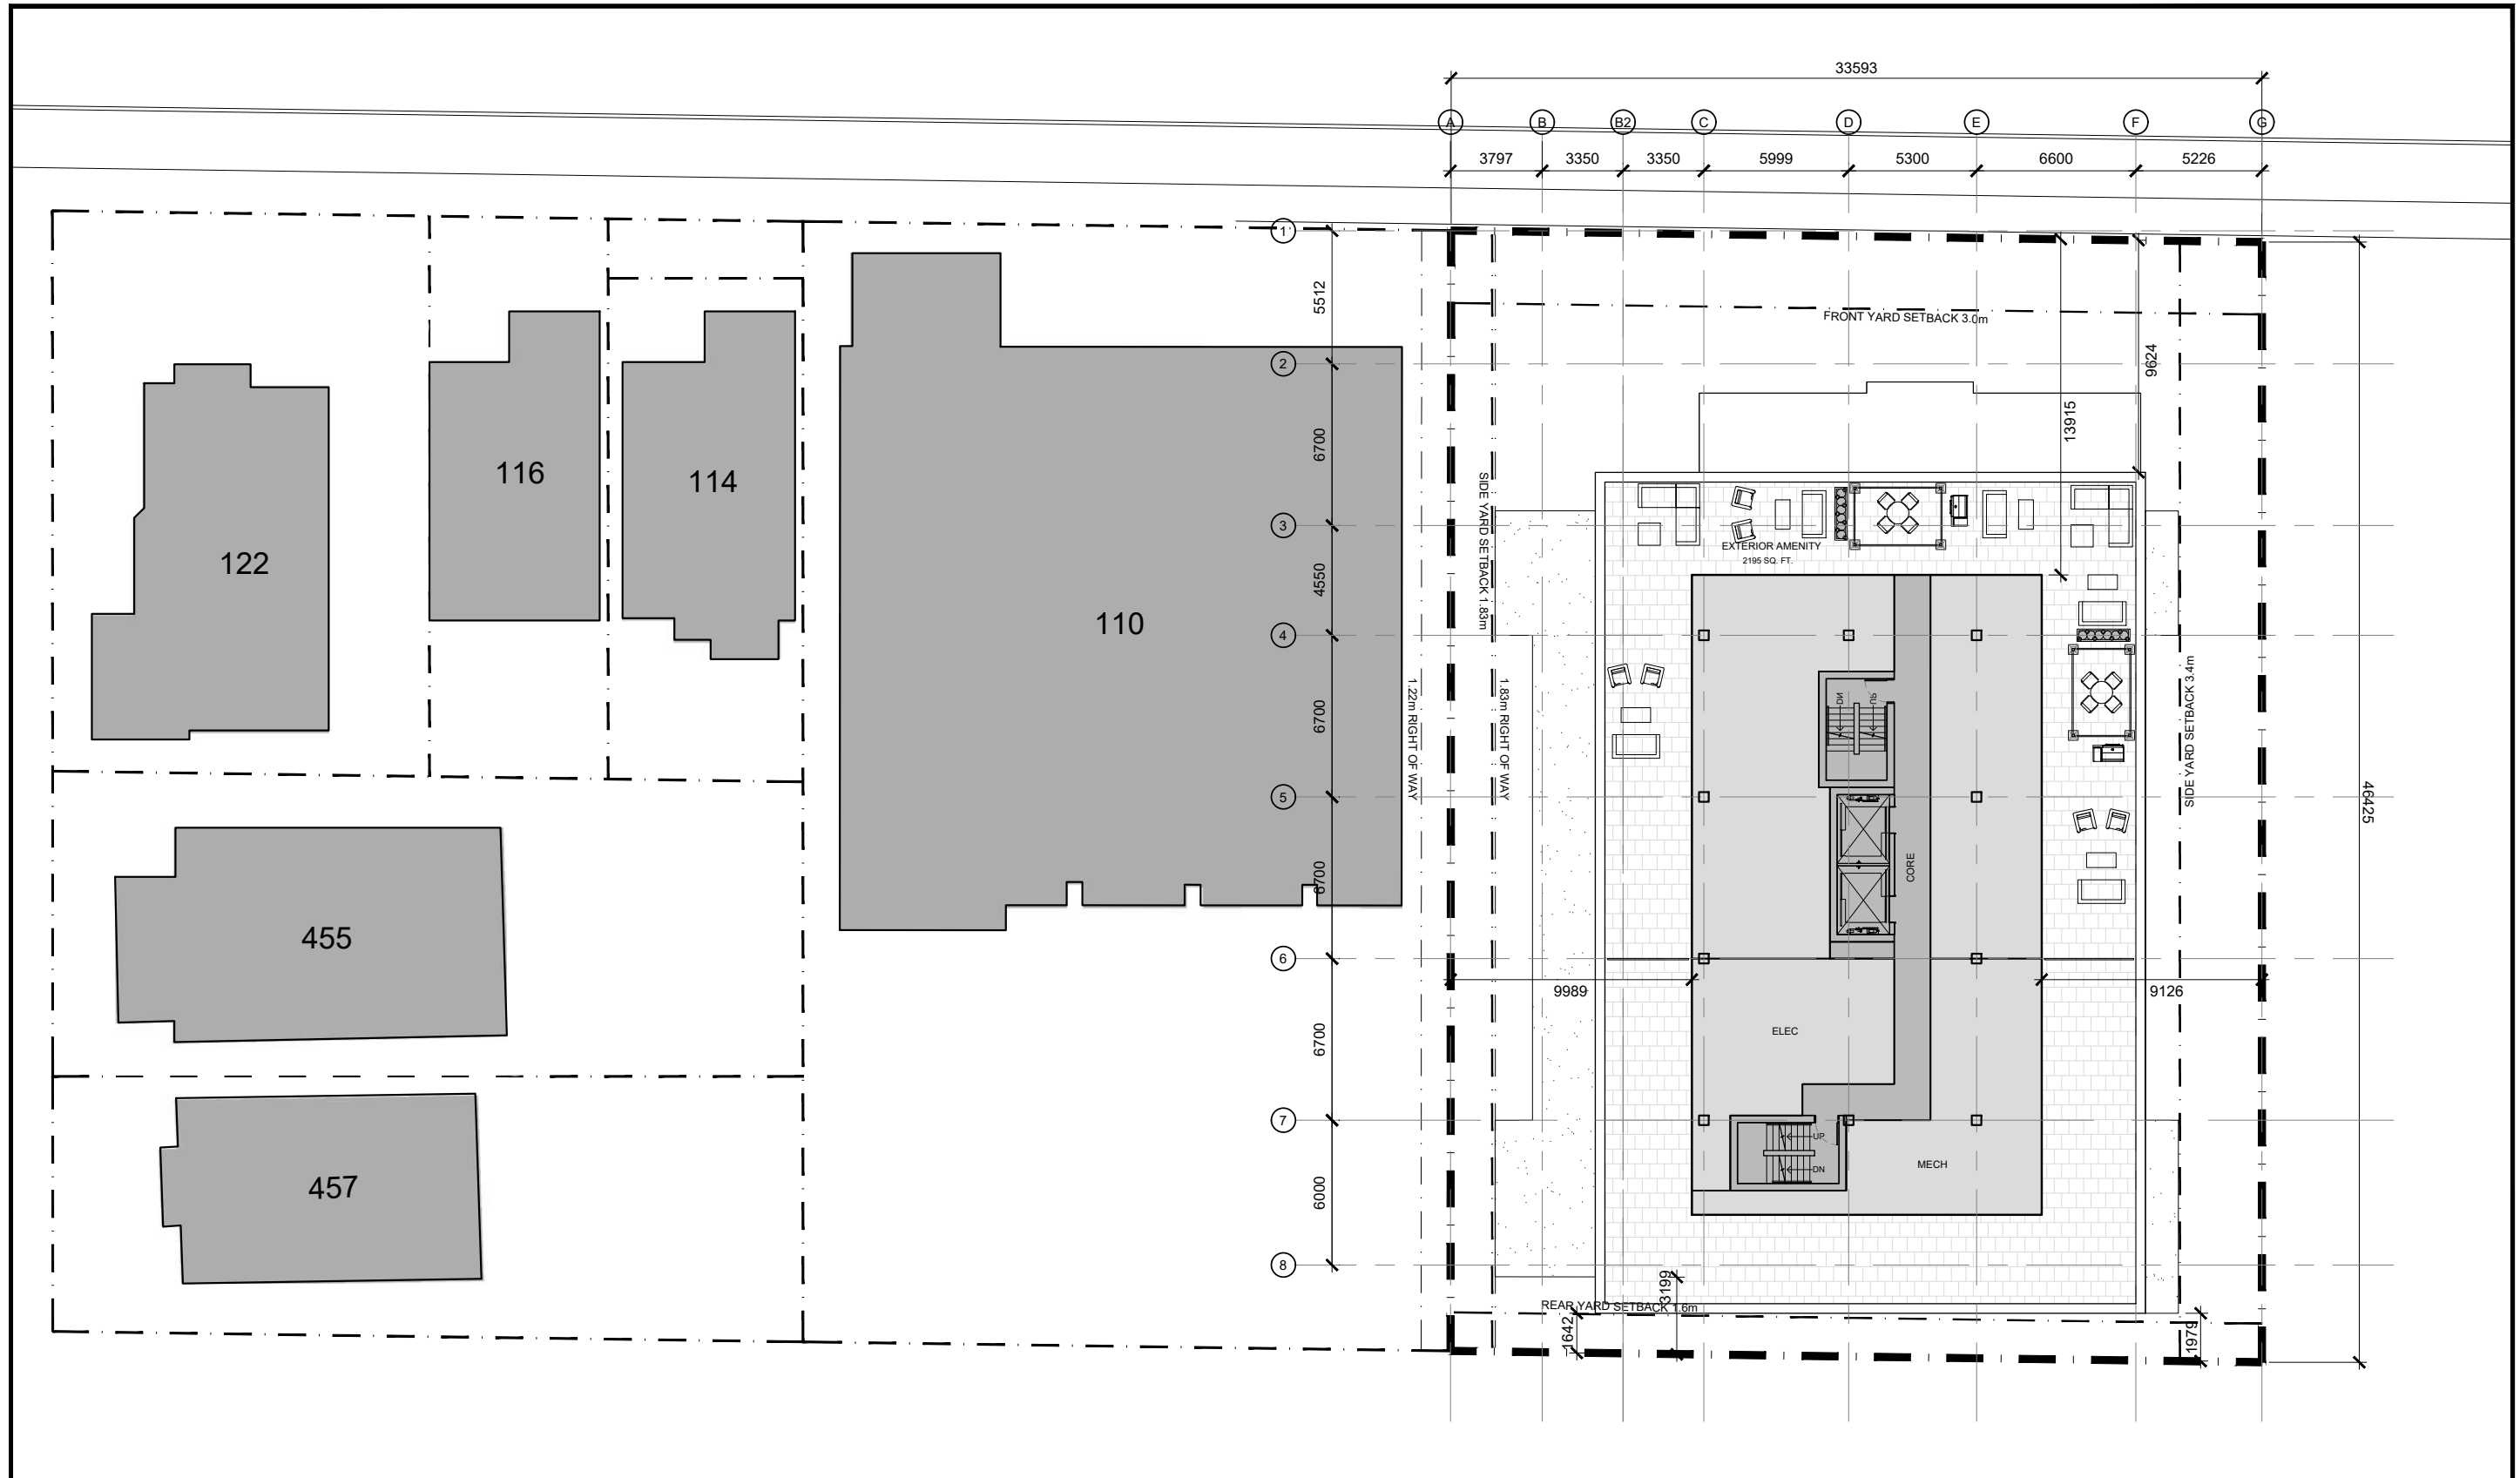 33593
A B B2 C D E F G
3797 3350 3350 5999 5300 6600 5226
1
5512
FRONT YARD SETBACK 3.0m
2
9624
13915
6700
116
114
SIDE YARD SETBACK 1.83m
3
EXTERIOR AMENITY
2195 SQ. FT.
122
4550
110
4
1.22m RIGHT OF WAY
1.83m RIGHT OF WAY
DN
UP
SIDE YARD SETBACK 3.4m
6700
5
46425
6700
CORE
455
6
9989
9126
6700
ELEC
7
UP
DN
MECH
457
6000
8
3199
REAR YARD SETBACK 1.6m
1642
1979